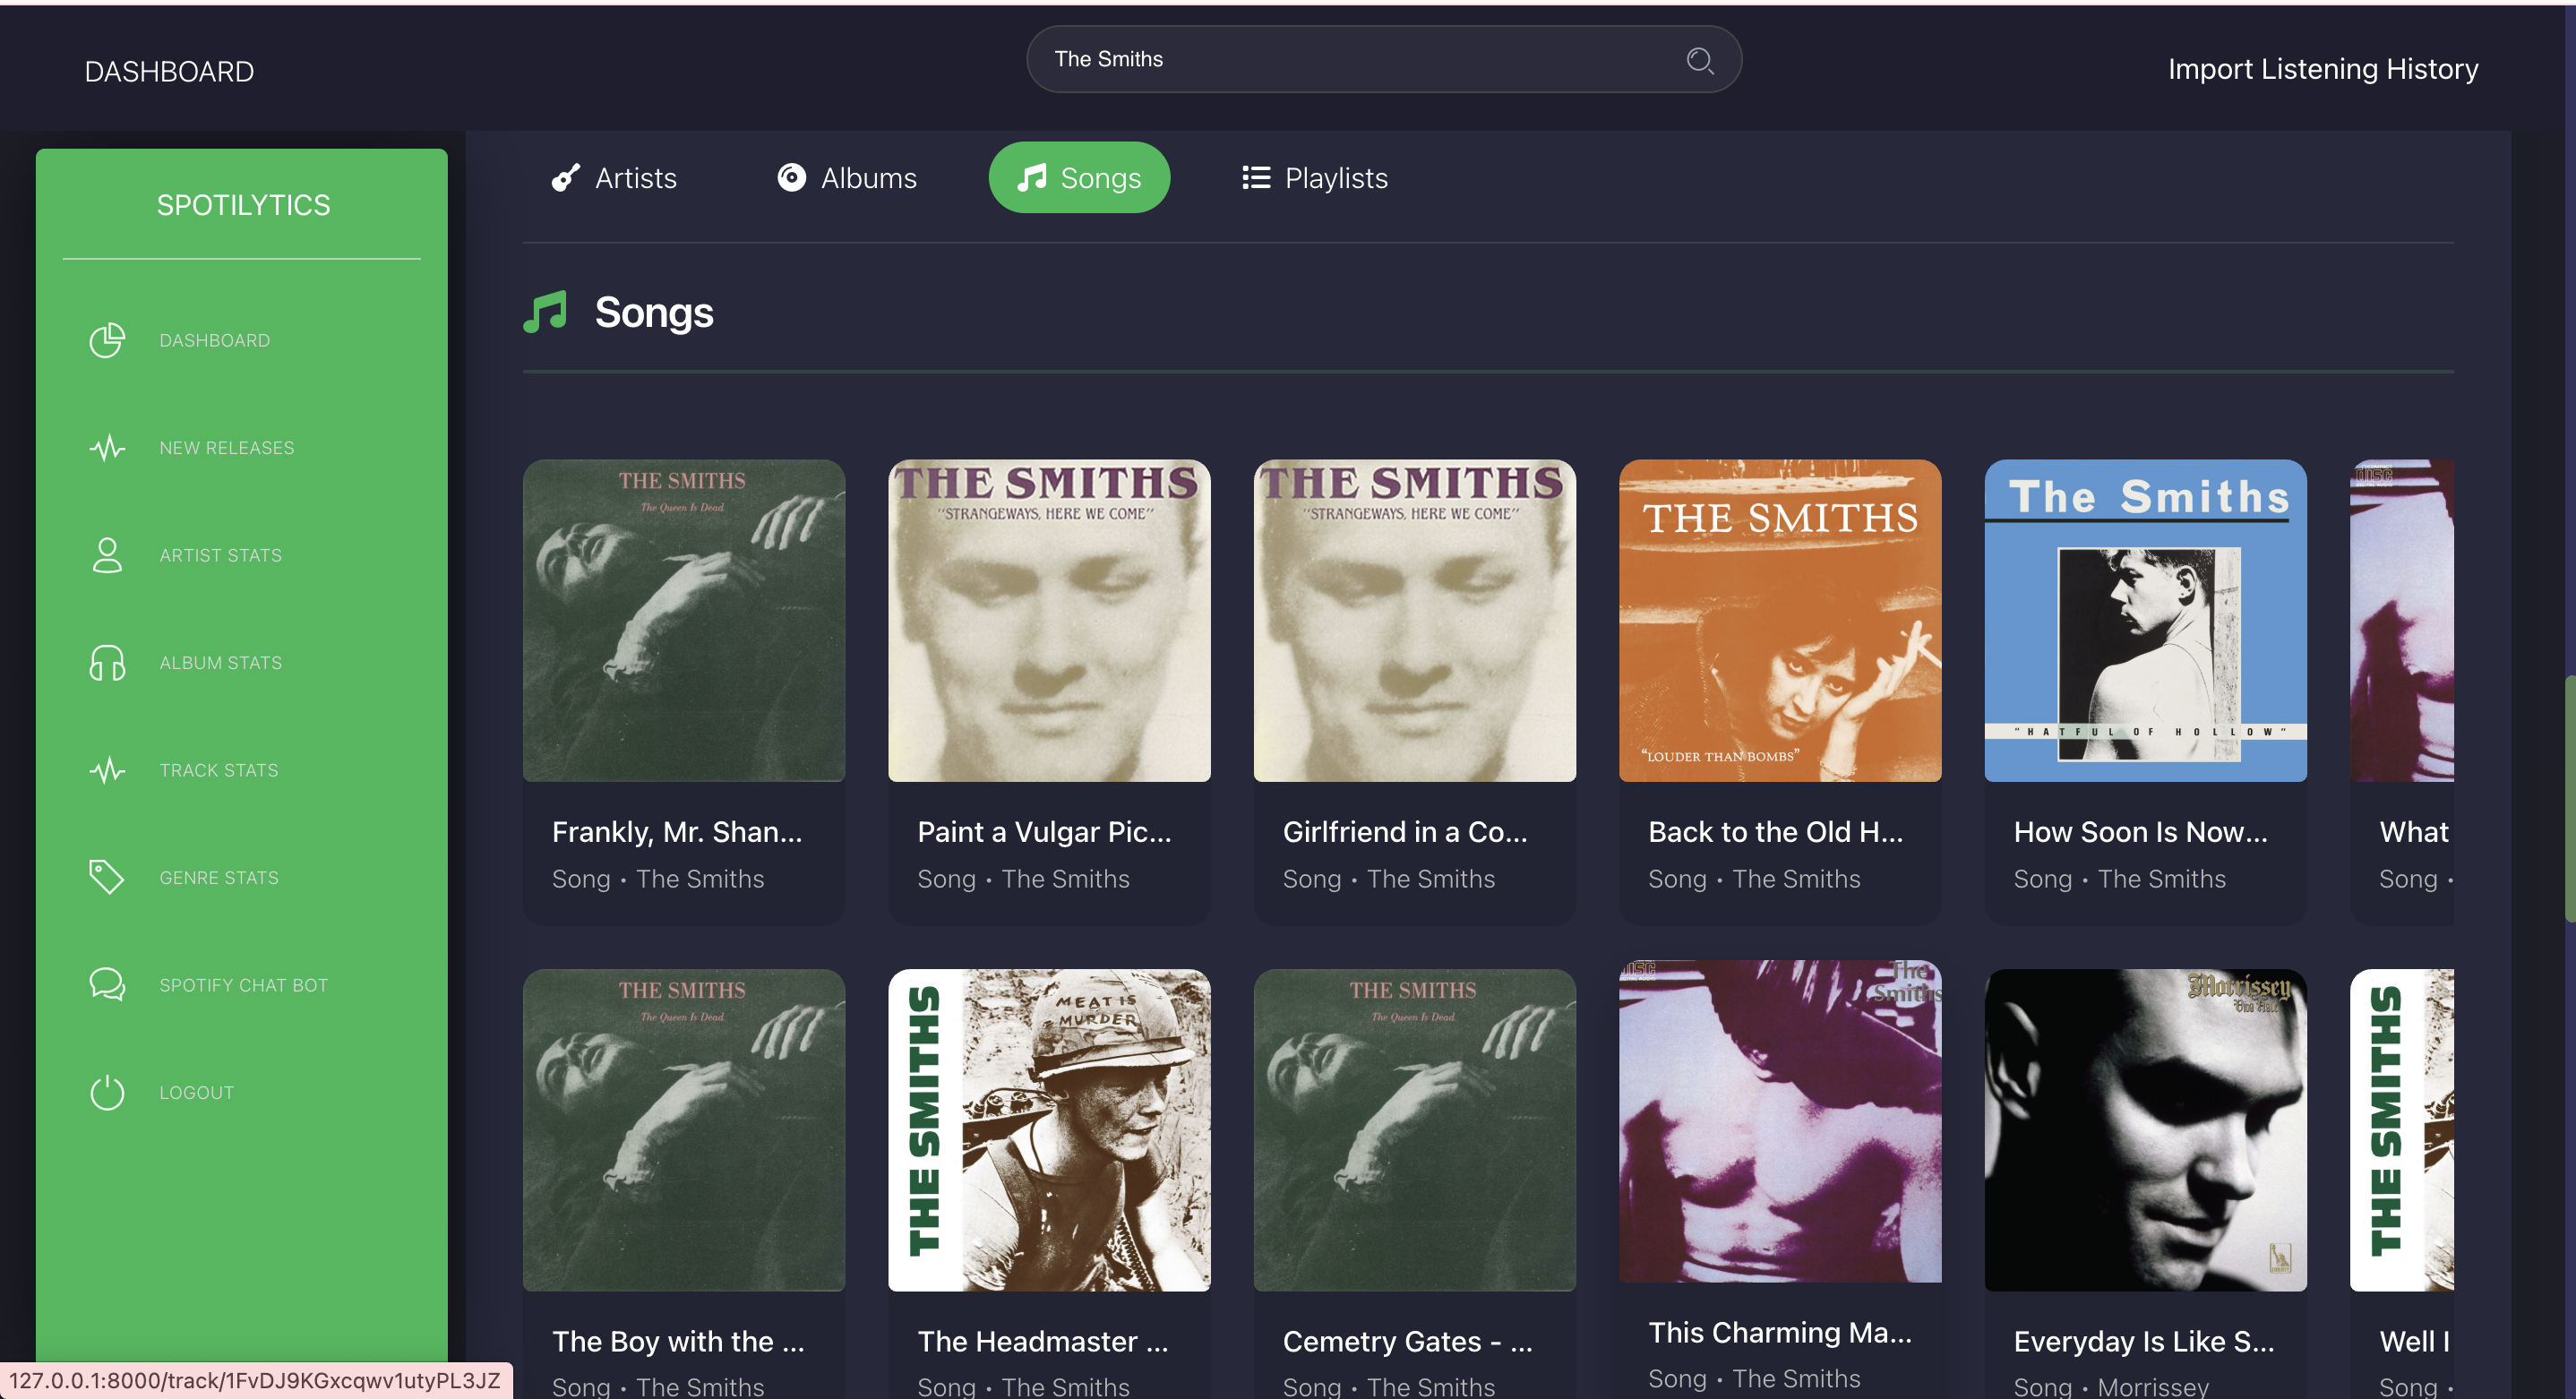 DASHBOARD
The Smiths
Import Listening History
SPOTILYTICS
DASHBOARD
NEW RELEASES
ARTIST STATS
ALBUM STATS
TRACK STATS
GENRE STATS
SPOTIFY CHAT BOT
LOGOUT
Artists
Albums
Songs
Playlists
Songs
THE SMITHS
The Queen Is Dead
Frankly, Mr. Shan...
Song • The Smiths
THE SMITHS
"STRANGEWAYS, HERE WE COME"
Paint a Vulgar Pic...
Song • The Smiths
THE SMITHS
"STRANGEWAYS, HERE WE COME"
Girlfriend in a Co...
Song • The Smiths
THE SMITHS
"LOUDER THAN BOMBS"
Back to the Old H...
Song • The Smiths
The Smiths
"HATFUL OF HOLLOW"
How Soon Is Now...
Song • The Smiths
DISC
What
Song •
THE SMITHS
The Queen Is Dead
The Boy with the ...
Song • The Smiths
THE SMITHS
MEAT IS
MURDER
The Headmaster ...
Song • The Smiths
THE SMITHS
The Queen Is Dead
Cemetry Gates - ...
Song • The Smiths
DISC
The
Smiths
This Charming Ma...
Song • The Smiths
Morrissey
Everyday Is Like S...
Song • Morrissey
THE SMITHS
Well I
Song •
127.0.0.1:8000/track/1FvDJ9KGxcqwv1utyPL3JZ